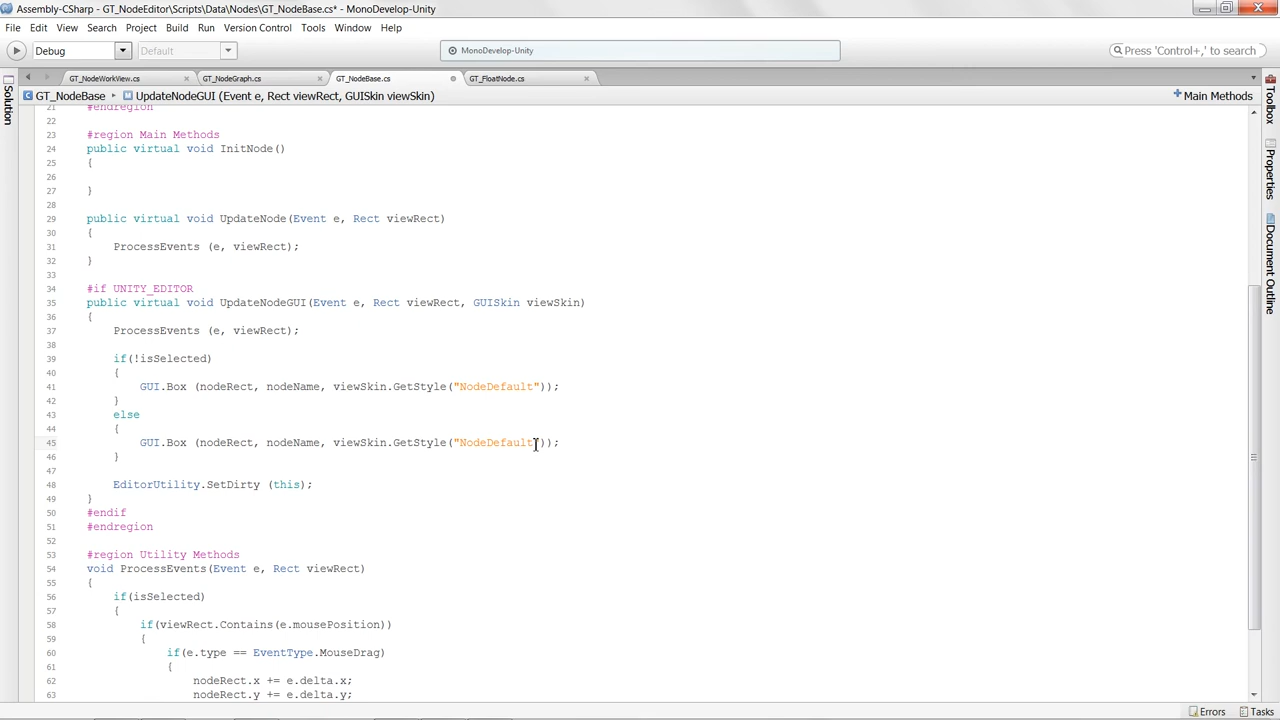 Assembly-CSharp - GT_NodeEditor\Scripts\Data\Nodes\GT_NodeBase.cs* - MonoDevelop-Unity
File Edit View Search Project Build Run Version Control Tools Window Help
Debug Default MonoDevelop-Unity Press 'Control+,' to search
GT_NodeWorkView.cs GT_NodeGraph.cs GT_NodeBase.cs GT_FloatNode.cs
GT_NodeBase UpdateNodeGUI (Event e, Rect viewRect, GUISkin viewSkin) Main Methods
Solution
Toolbox
Properties
Document Outline
21 #endregion
22
23 #region Main Methods
24 public virtual void InitNode()
25 {
26
27 }
28
29 public virtual void UpdateNode(Event e, Rect viewRect)
30 {
31 ProcessEvents (e, viewRect);
32 }
33
34 #if UNITY_EDITOR
35 public virtual void UpdateNodeGUI(Event e, Rect viewRect, GUISkin viewSkin)
36 {
37 ProcessEvents (e, viewRect);
38
39 if(!isSelected)
40 {
41 GUI.Box (nodeRect, nodeName, viewSkin.GetStyle("NodeDefault"));
42 }
43 else
44 {
45 GUI.Box (nodeRect, nodeName, viewSkin.GetStyle("NodeDefault"));
46 }
47
48 EditorUtility.SetDirty (this);
49 }
50 #endif
51 #endregion
52
53 #region Utility Methods
54 void ProcessEvents(Event e, Rect viewRect)
55 {
56 if(isSelected)
57 {
58 if(viewRect.Contains(e.mousePosition))
59 {
60 if(e.type == EventType.MouseDrag)
61 {
62 nodeRect.x += e.delta.x;
63 nodeRect.y += e.delta.y;
Errors Tasks